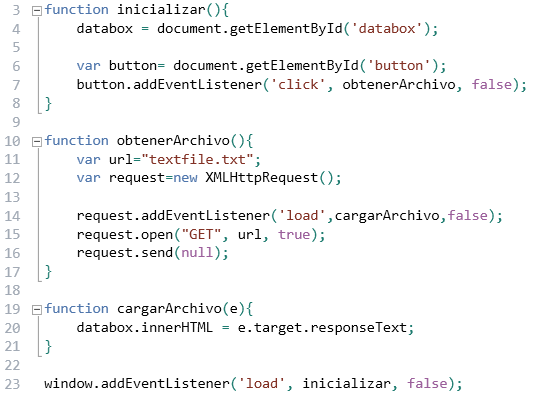 3 function inicializar(){
4 databox = document.getElementById('databox');
5
6 var button= document.getElementById('button');
7 button.addEventListener('click', obtenerArchivo, false);
8 }
9
10 function obtenerArchivo(){
11 var url="textfile.txt";
12 var request=new XMLHttpRequest();
13
14 request.addEventListener('load',cargarArchivo,false);
15 request.open("GET", url, true);
16 request.send(null);
17 }
18
19 function cargarArchivo(e){
20 databox.innerHTML = e.target.responseText;
21 }
22
23 window.addEventListener('load', inicializar, false);